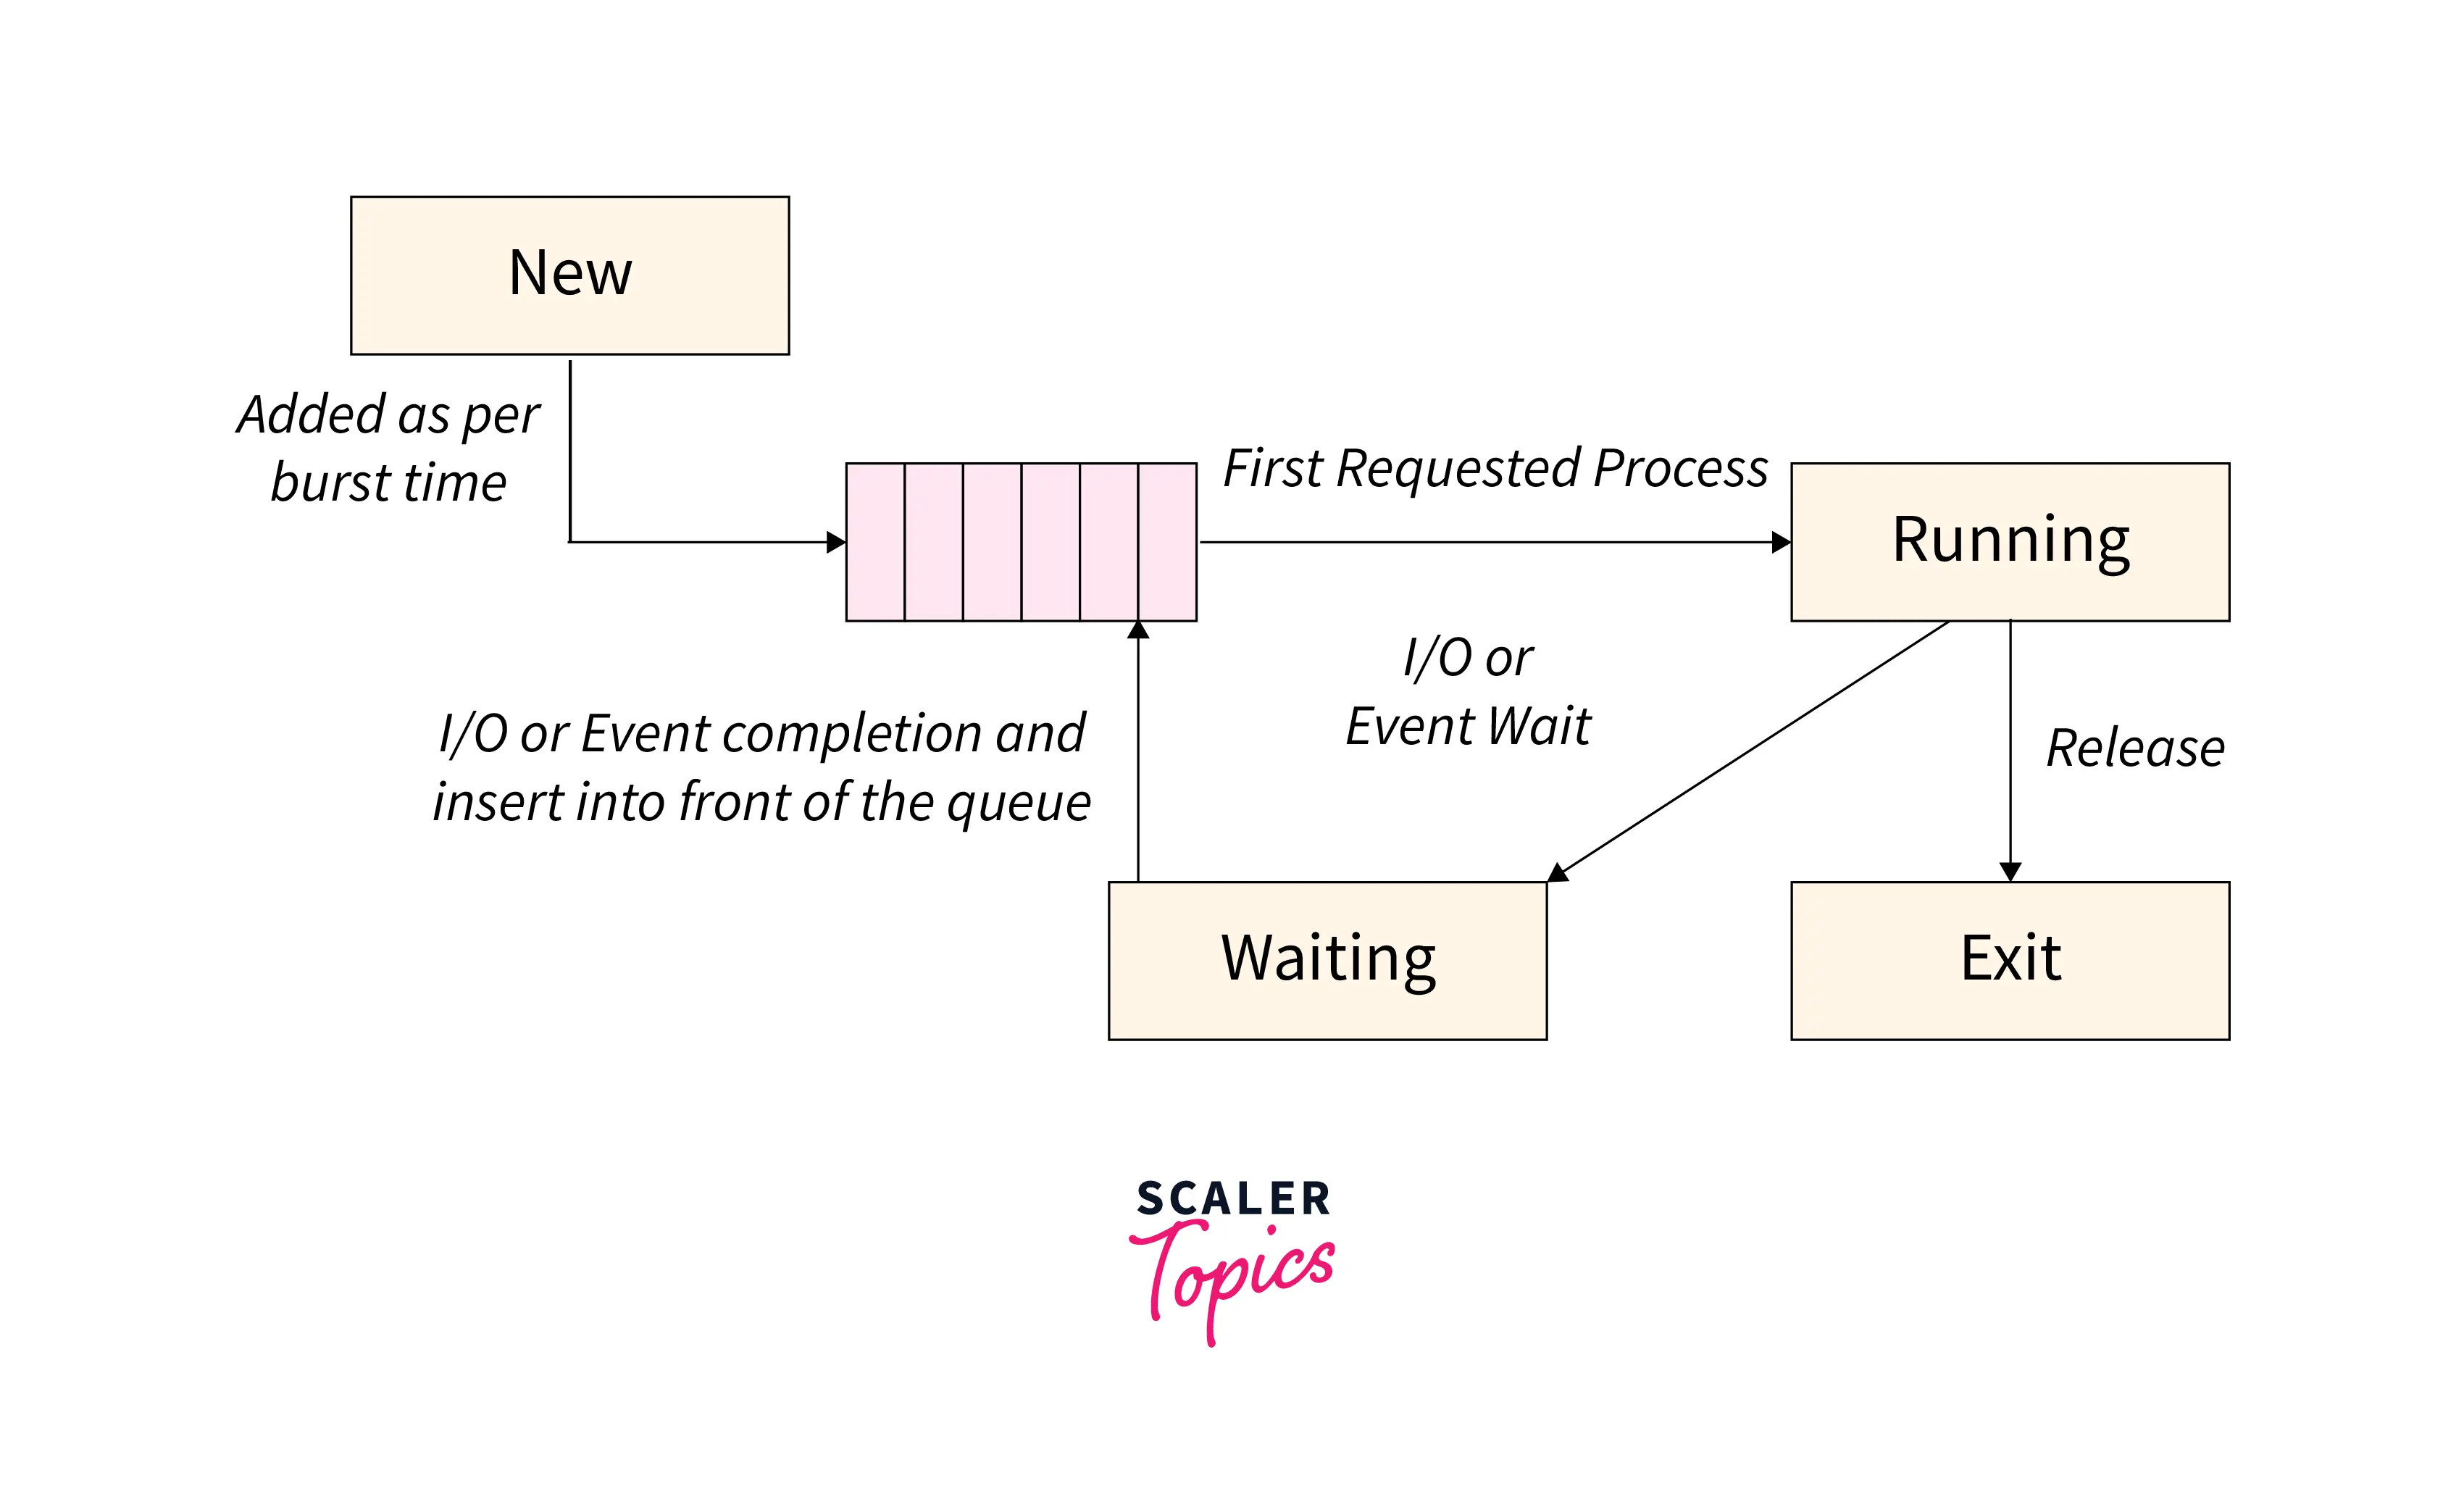 New
Added as per
burst time
First Requested Process
Running
I/O or
Event Wait
I/O or Event completion and
insert into front of the queue
Release
Waiting
Exit
SCALER
Topics